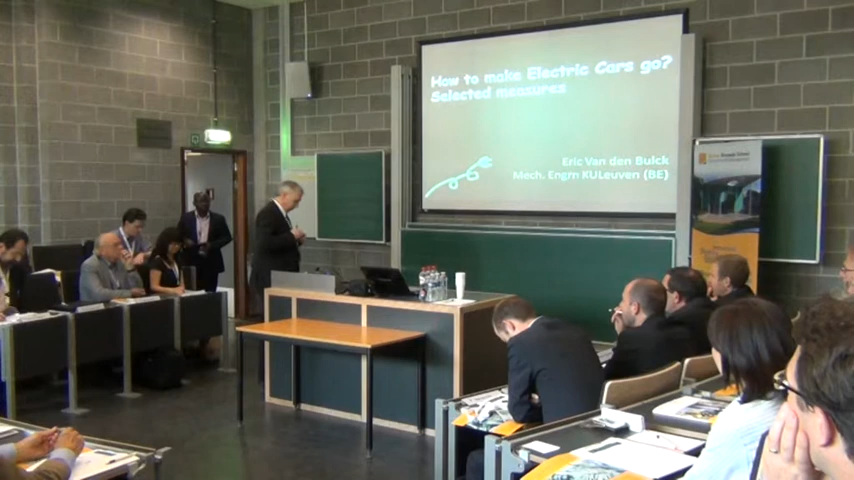 How to make Electric Cars go?
Selected measures
Eric Van den Bulck
Mech. Engrn KULeuven (BE)